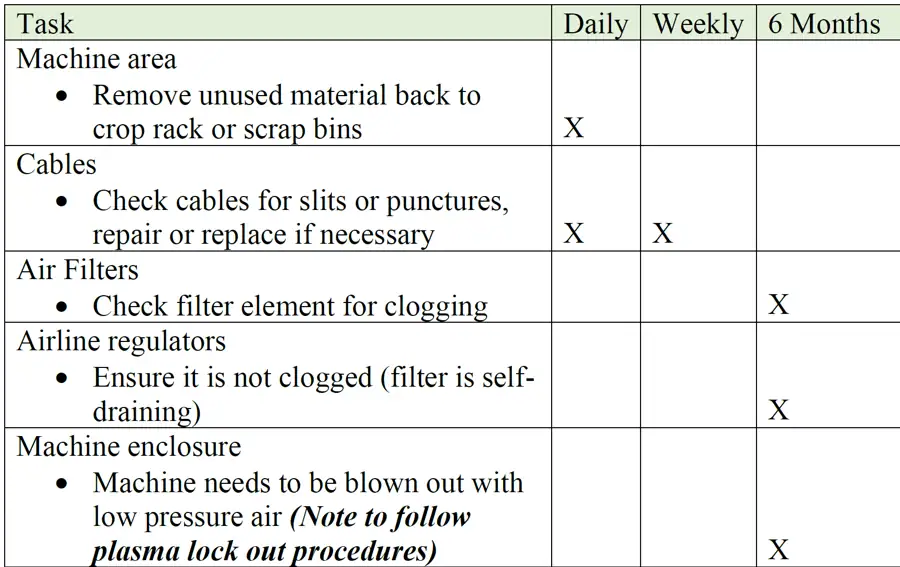 Task Daily Weekly 6 Months
Machine area
• Remove unused material back to
crop rack or scrap bins X
Cables
• Check cables for slits or punctures,
repair or replace if necessary X X
Air Filters
• Check filter element for clogging X
Airline regulators
• Ensure it is not clogged (filter is self-
draining) X
Machine enclosure
• Machine needs to be blown out with
low pressure air (Note to follow
plasma lock out procedures) X